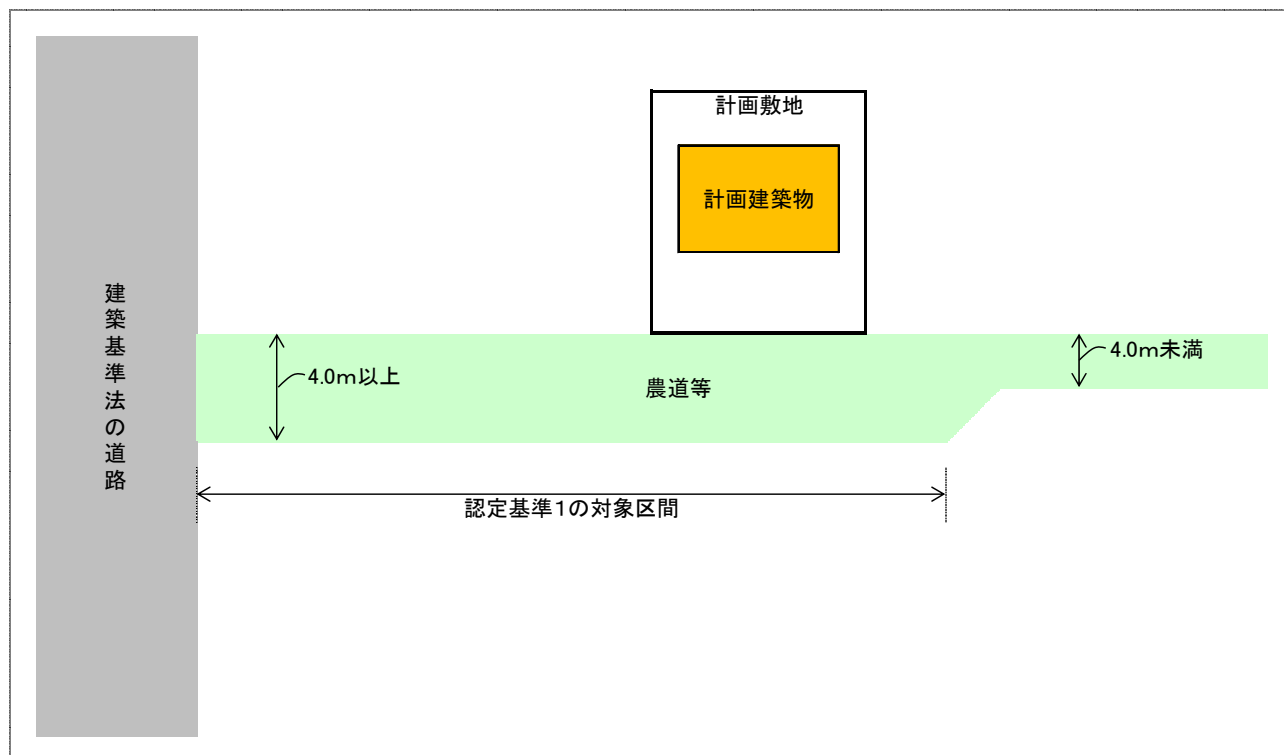 計画敷地
計画建築物
建築基準法の道路
4.0m以上
農道等
4.0m未満
認定基準1の対象区間